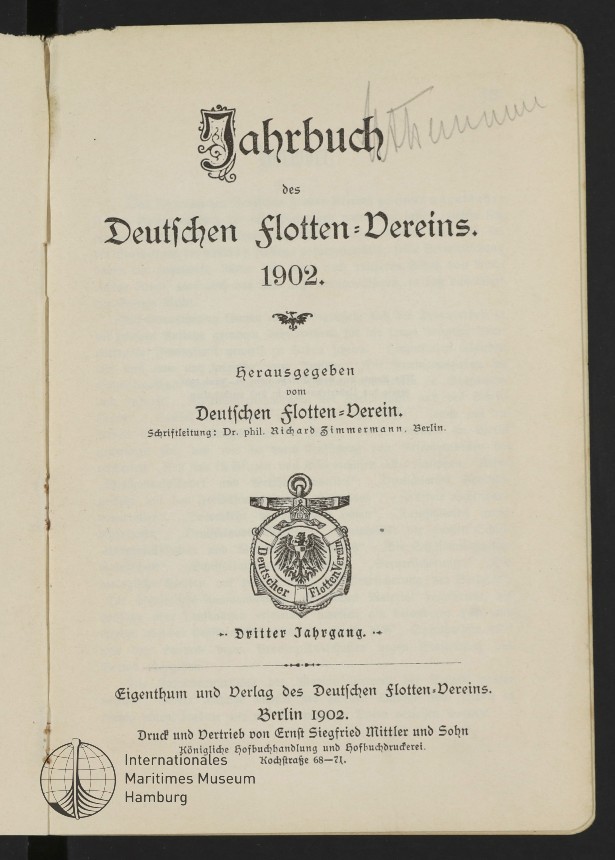 Jahrbuch
des
Deutſchen Flotten-Vereins.
1902.
Herausgegeben
vom
Deutſchen Flotten-Verein.
Schriftleitung: Dr. phil. Richard Zimmermann, Berlin.
Deutscher Flotten Verein
Dritter Jahrgang.
Eigenthum und Verlag des Deutſchen Flotten-Vereins.
Berlin 1902.
Druck und Vertrieb von Ernſt Siegfried Mittler und Sohn
Königliche Hofbuchhandlung und Hofbuchdruckerei.
Kochſtraße 68—71.
Internationales
Maritimes Museum
Hamburg